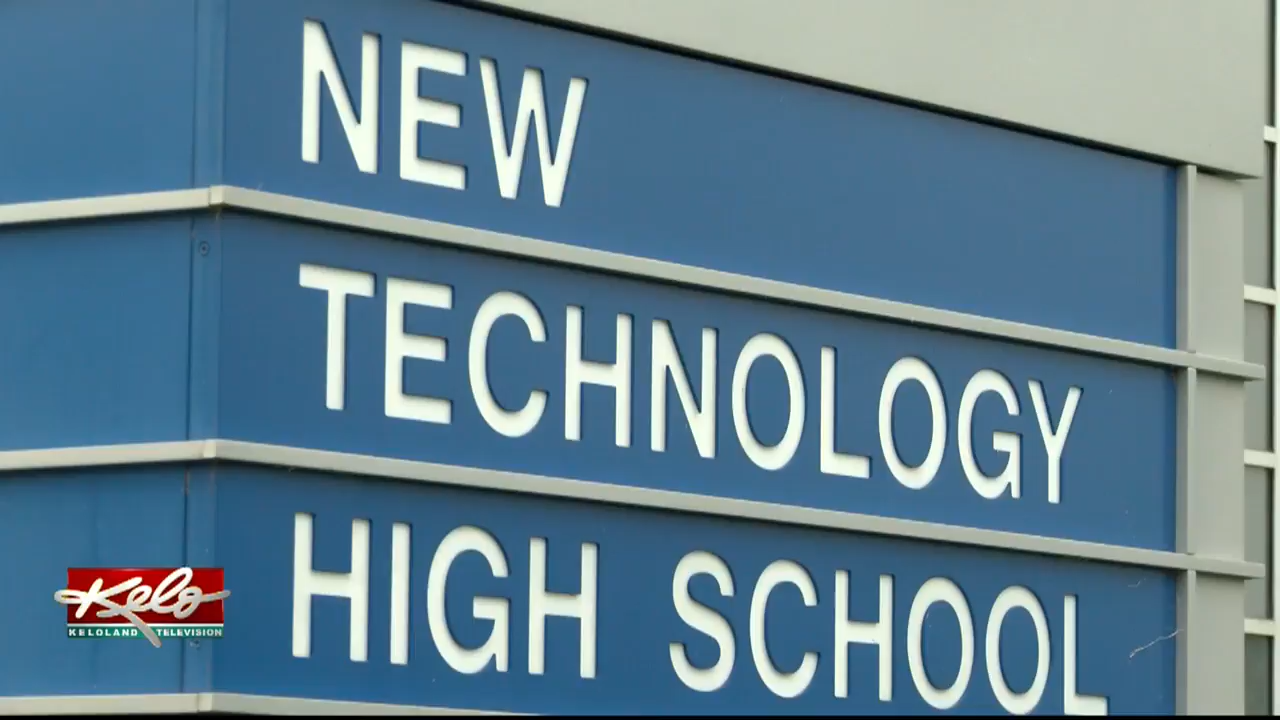 NEW
TECHNOLOGY
HIGH SCHOOL
Kelo
KELOLAND TELEVISION